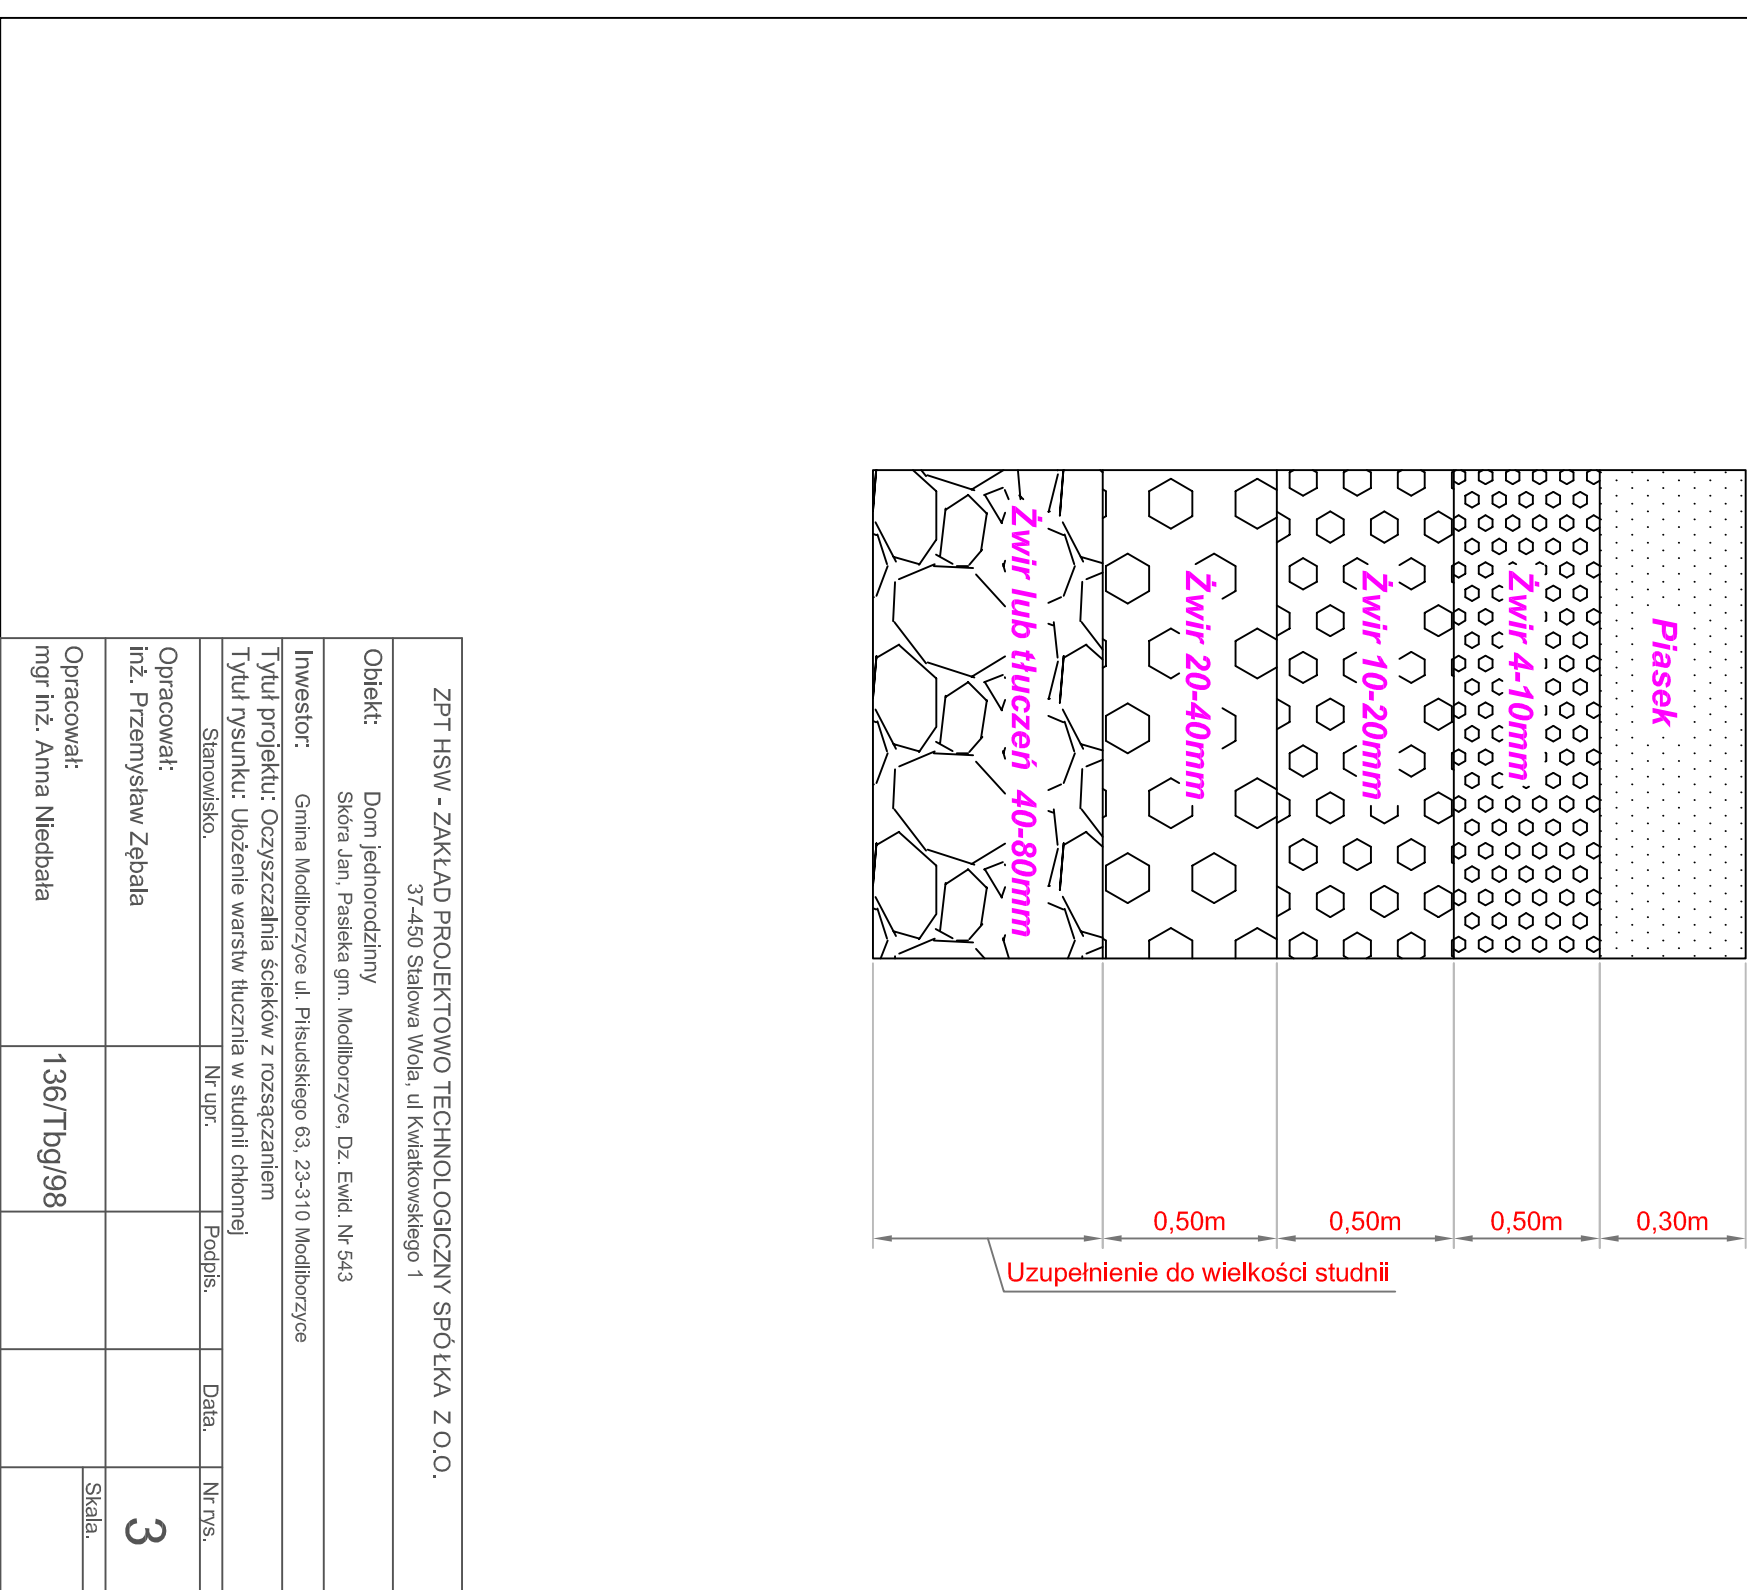 Piasek
Żwir 4-10mm
Żwir 10-20mm
Żwir 20-40mm
Żwir lub tłuczeń 40-80mm
0,50m
0,50m
0,50m
0,30m
Uzupełnienie do wielkości studnii
ZPT HSW - ZAKŁAD PROJEKTOWO TECHNOLOGICZNY SPÓŁKA Z O.O.
37-450 Stalowa Wola, ul Kwiatkowskiego 1
Obiekt: Dom jednorodzinny
Skóra Jan, Pasieka gm. Modliborzyce, Dz. Ewid. Nr 543
Inwestor: Gmina Modliborzyce ul. Piłsudskiego 63, 23-310 Modliborzyce
Tytuł projektu: Oczyszczalnia ścieków z rozsączaniem
Tytuł rysunku: Ułożenie warstw tłucznia w studnii chłonnej
Stanowisko. Nr upr. Podpis. Data. Nr rys.
Opracował:
inż. Przemysław Zębala
3
Skala.
Opracował:
mgr inż. Anna Niedbała
136/Tbg/98